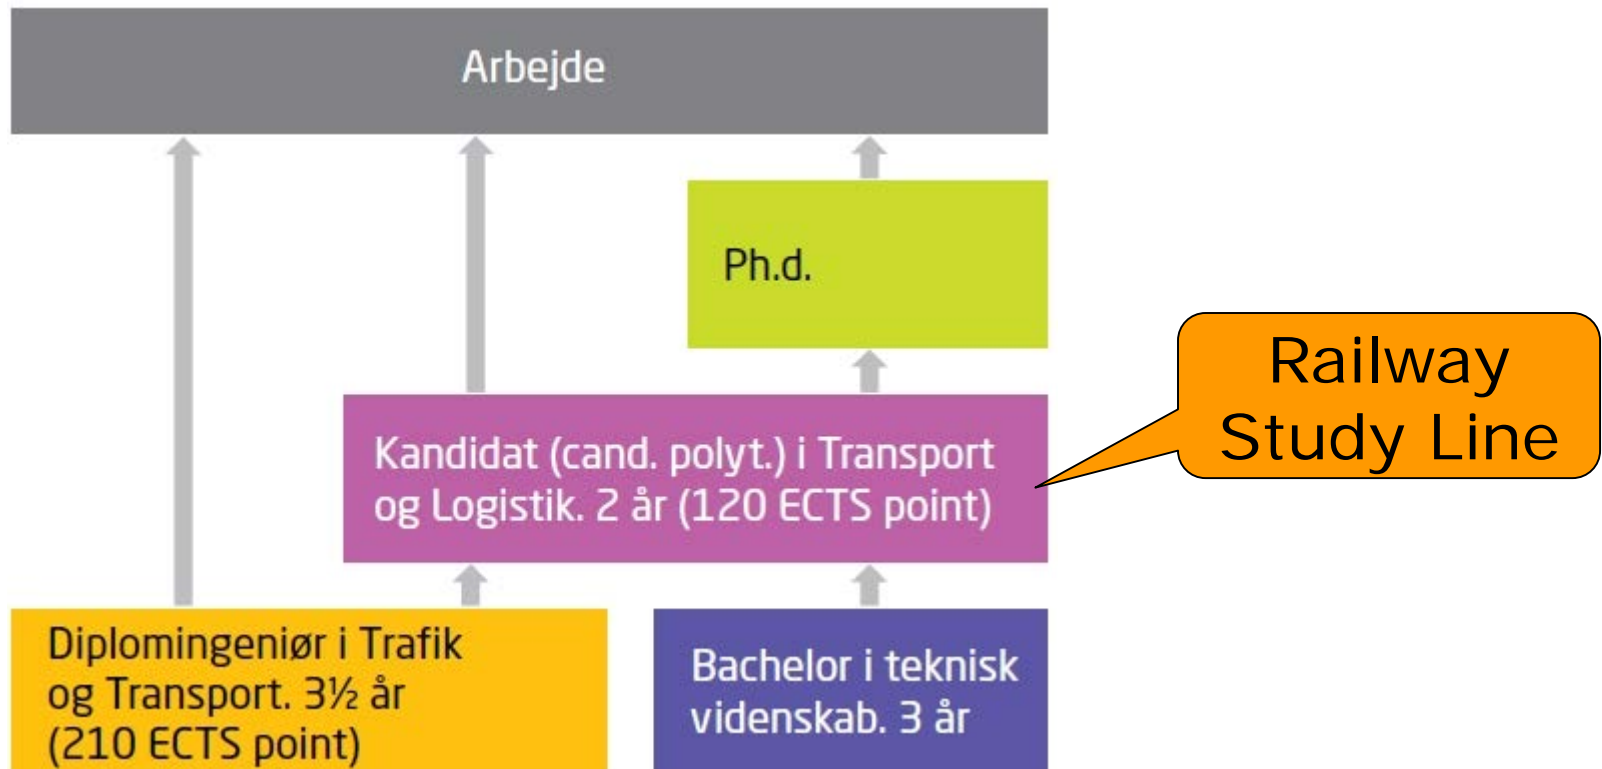 Arbejde
Ph.d.
Railway
Study Line
Kandidat (cand. polyt.) i Transport
og Logistik. 2 år (120 ECTS point)
Diplomingeniør i Trafik
og Transport. 3½ år
(210 ECTS point)
Bachelor i teknisk
videnskab. 3 år